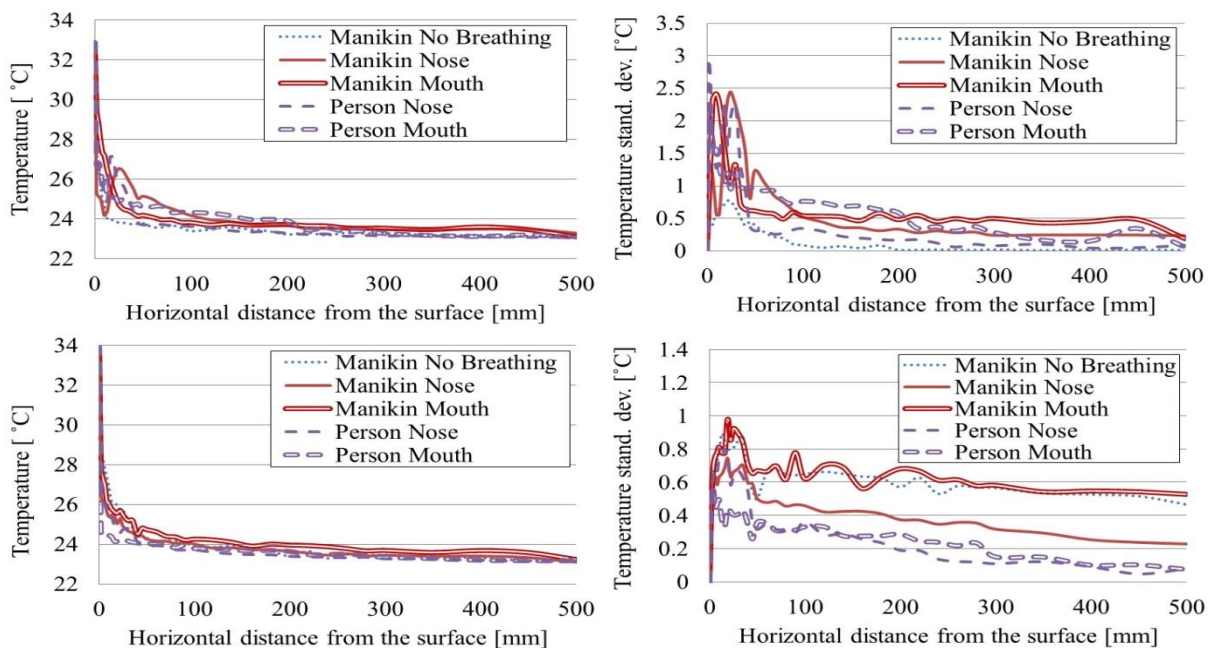 34
32
30
28
26
24
22
Temperature [ ˚C]
Manikin No Breathing
Manikin Nose
Manikin Mouth
Person Nose
Person Mouth
0 100 200 300 400 500
Horizontal distance from the surface [mm]
3.5
3
2.5
2
1.5
1
0.5
0
Temperature stand. dev. [˚C]
Manikin No Breathing
Manikin Nose
Manikin Mouth
Person Nose
Person Mouth
0 100 200 300 400 500
Horizontal distance from the surface [mm]
34
32
30
28
26
24
22
Temperature [ ˚C]
Manikin No Breathing
Manikin Nose
Manikin Mouth
Person Nose
Person Mouth
0 100 200 300 400 500
Horizontal distance from the surface [mm]
1.4
1.2
1
0.8
0.6
0.4
0.2
0
Temperature stand. dev. [˚C]
Manikin No Breathing
Manikin Nose
Manikin Mouth
Person Nose
Person Mouth
0 100 200 300 400 500
Horizontal distance from the surface [mm]